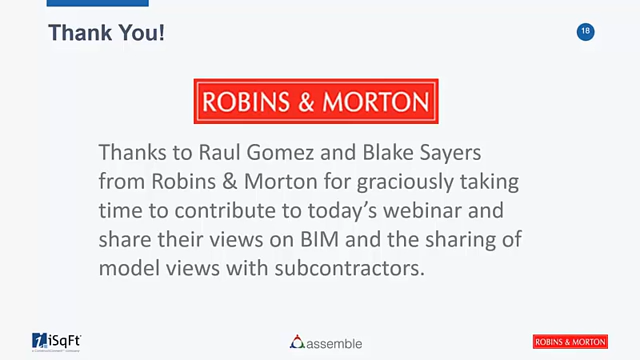 Thank You!
18
ROBINS & MORTON
Thanks to Raul Gomez and Blake Sayers
from Robins & Morton for graciously taking
time to contribute to today's webinar and
share their views on BIM and the sharing of
model views with subcontractors.
iSqFt
assemble
ROBINS & MORTON